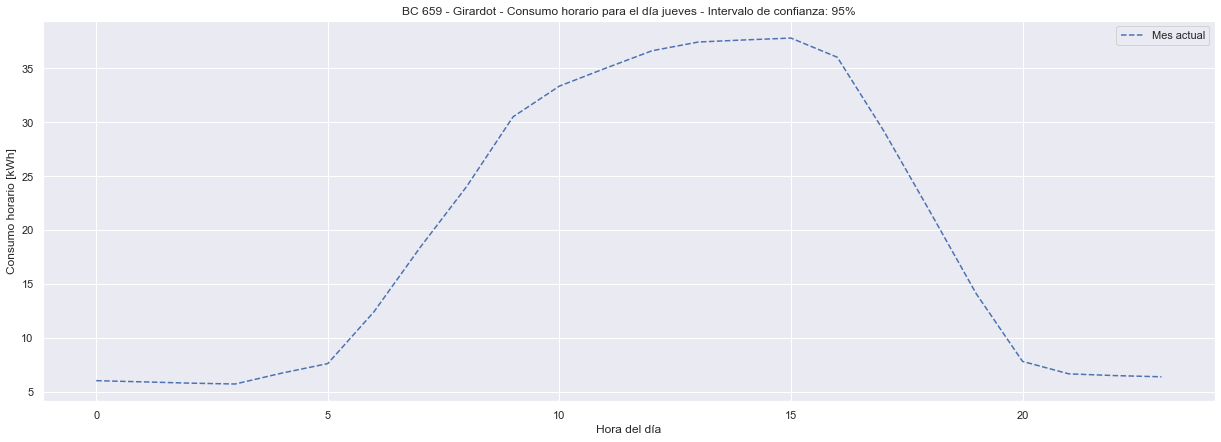 BC 659 - Girardot - Consumo horario para el día jueves - Intervalo de confianza: 95%
Mes actual
Consumo horario [kWh]
35
30
25
20
15
10
5
0 5 10 15 20
Hora del día